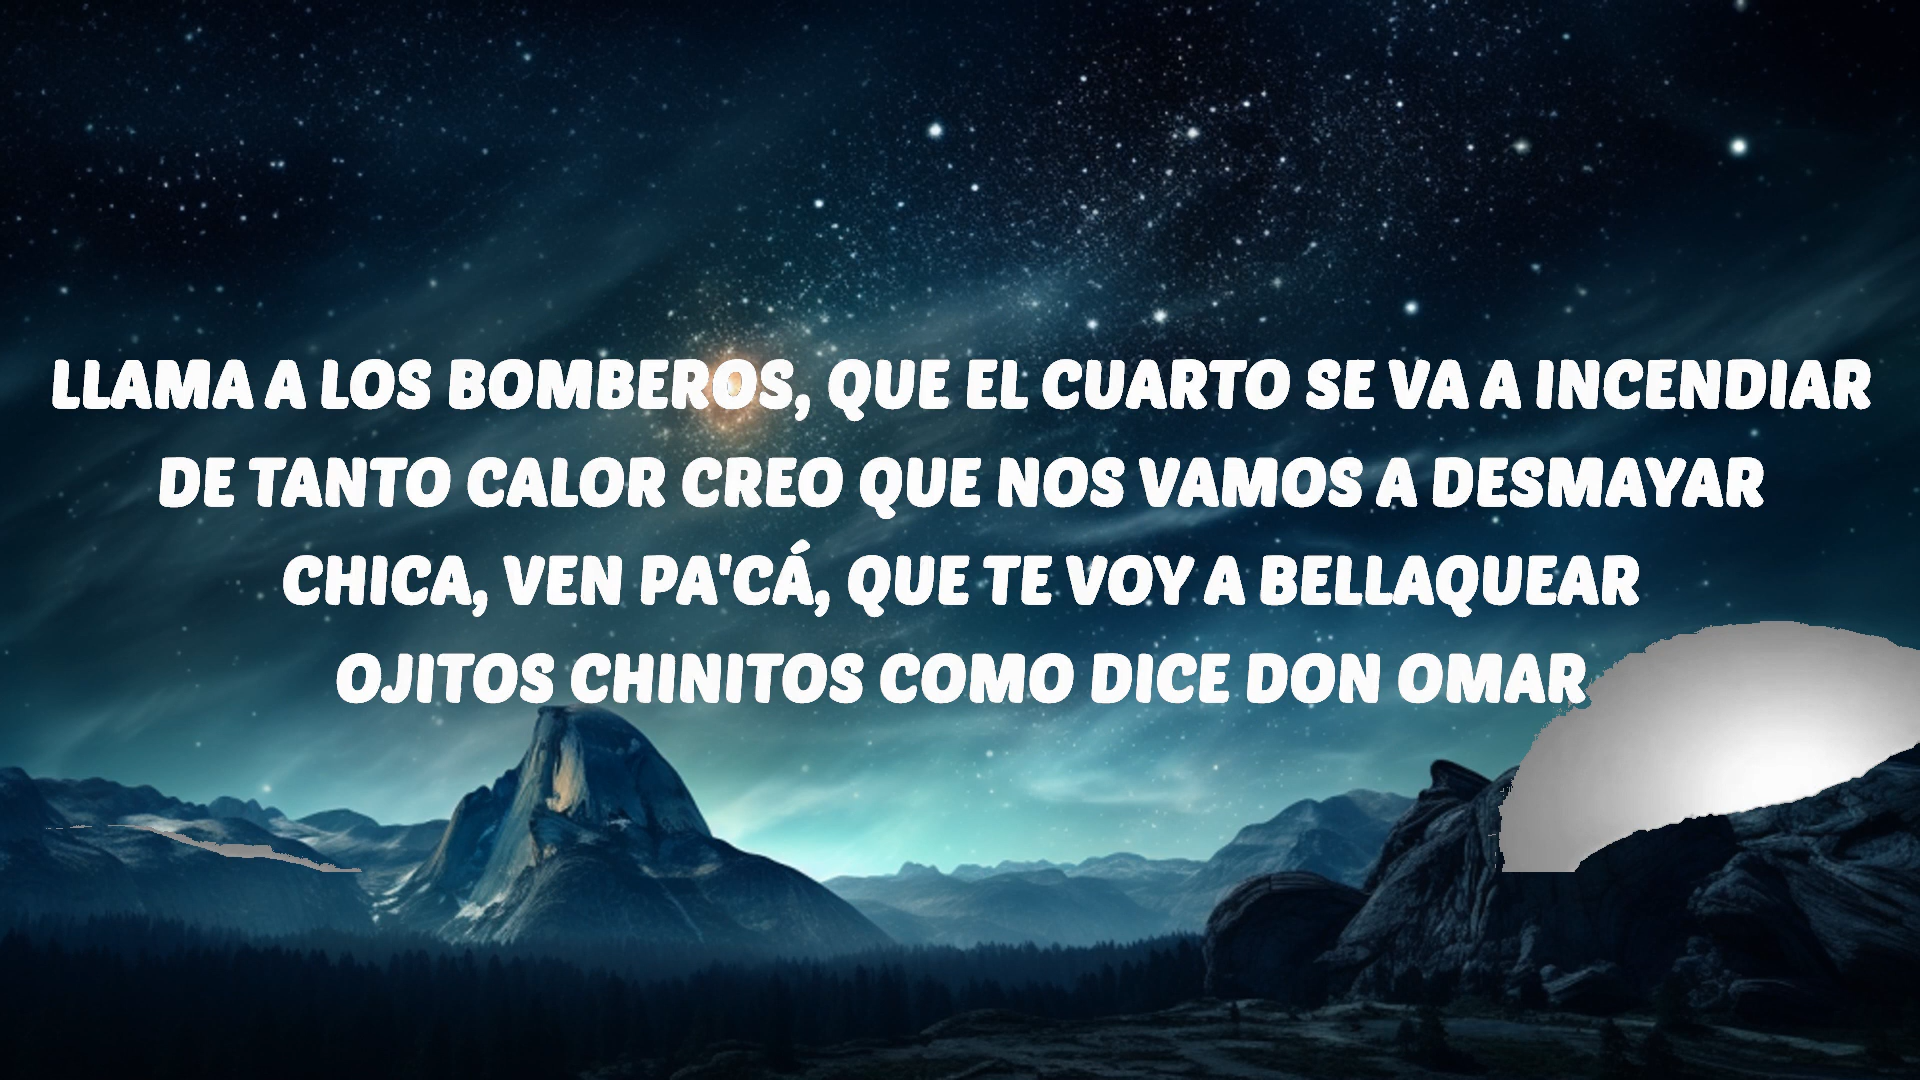 LLAMA A LOS BOMBEROS, QUE EL CUARTO SE VA A INCENDIAR
DE TANTO CALOR CREO QUE NOS VAMOS A DESMAYAR
CHICA, VEN PA'CÁ, QUE TE VOY A BELLAQUEAR
OJITOS CHINITOS COMO DICE DON OMAR